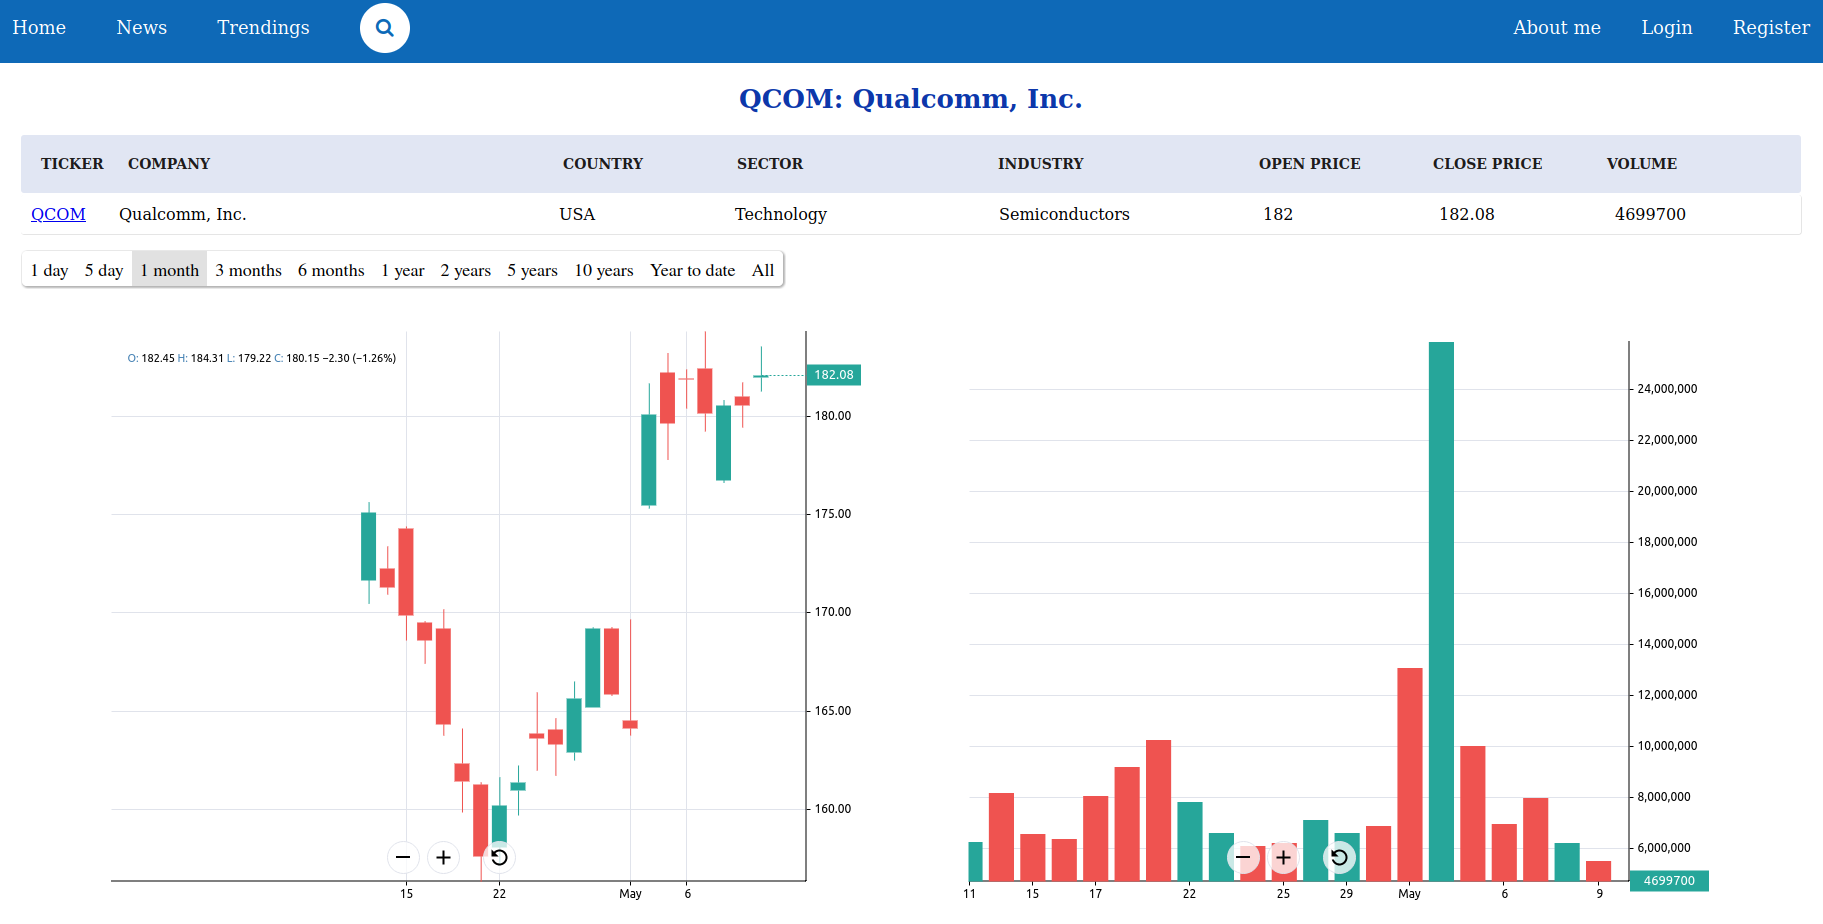 Home News Trendings About me Login Register
QCOM: Qualcomm, Inc.
TICKER COMPANY COUNTRY SECTOR INDUSTRY OPEN PRICE CLOSE PRICE VOLUME
QCOM Qualcomm, Inc. USA Technology Semiconductors 182 182.08 4699700
1 day 5 day 1 month 3 months 6 months 1 year 2 years 5 years 10 years Year to date All
O: 182.45 H: 184.31 L: 179.22 C: 180.15 −2.30 (−1.26%)
182.08
180.00
175.00
170.00
165.00
160.00
15 22 May 6
24,000,000
22,000,000
20,000,000
18,000,000
16,000,000
14,000,000
12,000,000
10,000,000
8,000,000
6,000,000
4699700
11 15 17 22 25 29 May 6 9